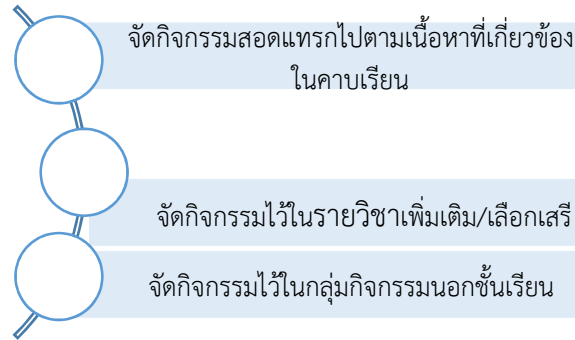 จัดกิจกรรมสอดแทรกไปตามเนื้อหาที่เกี่ยวข้อง
ในคาบเรียน
จัดกิจกรรมไว้ในรายวิชาเพิ่มเติม/เลือกเสรี
จัดกิจกรรมไว้ในกลุ่มกิจกรรมนอกชั้นเรียน